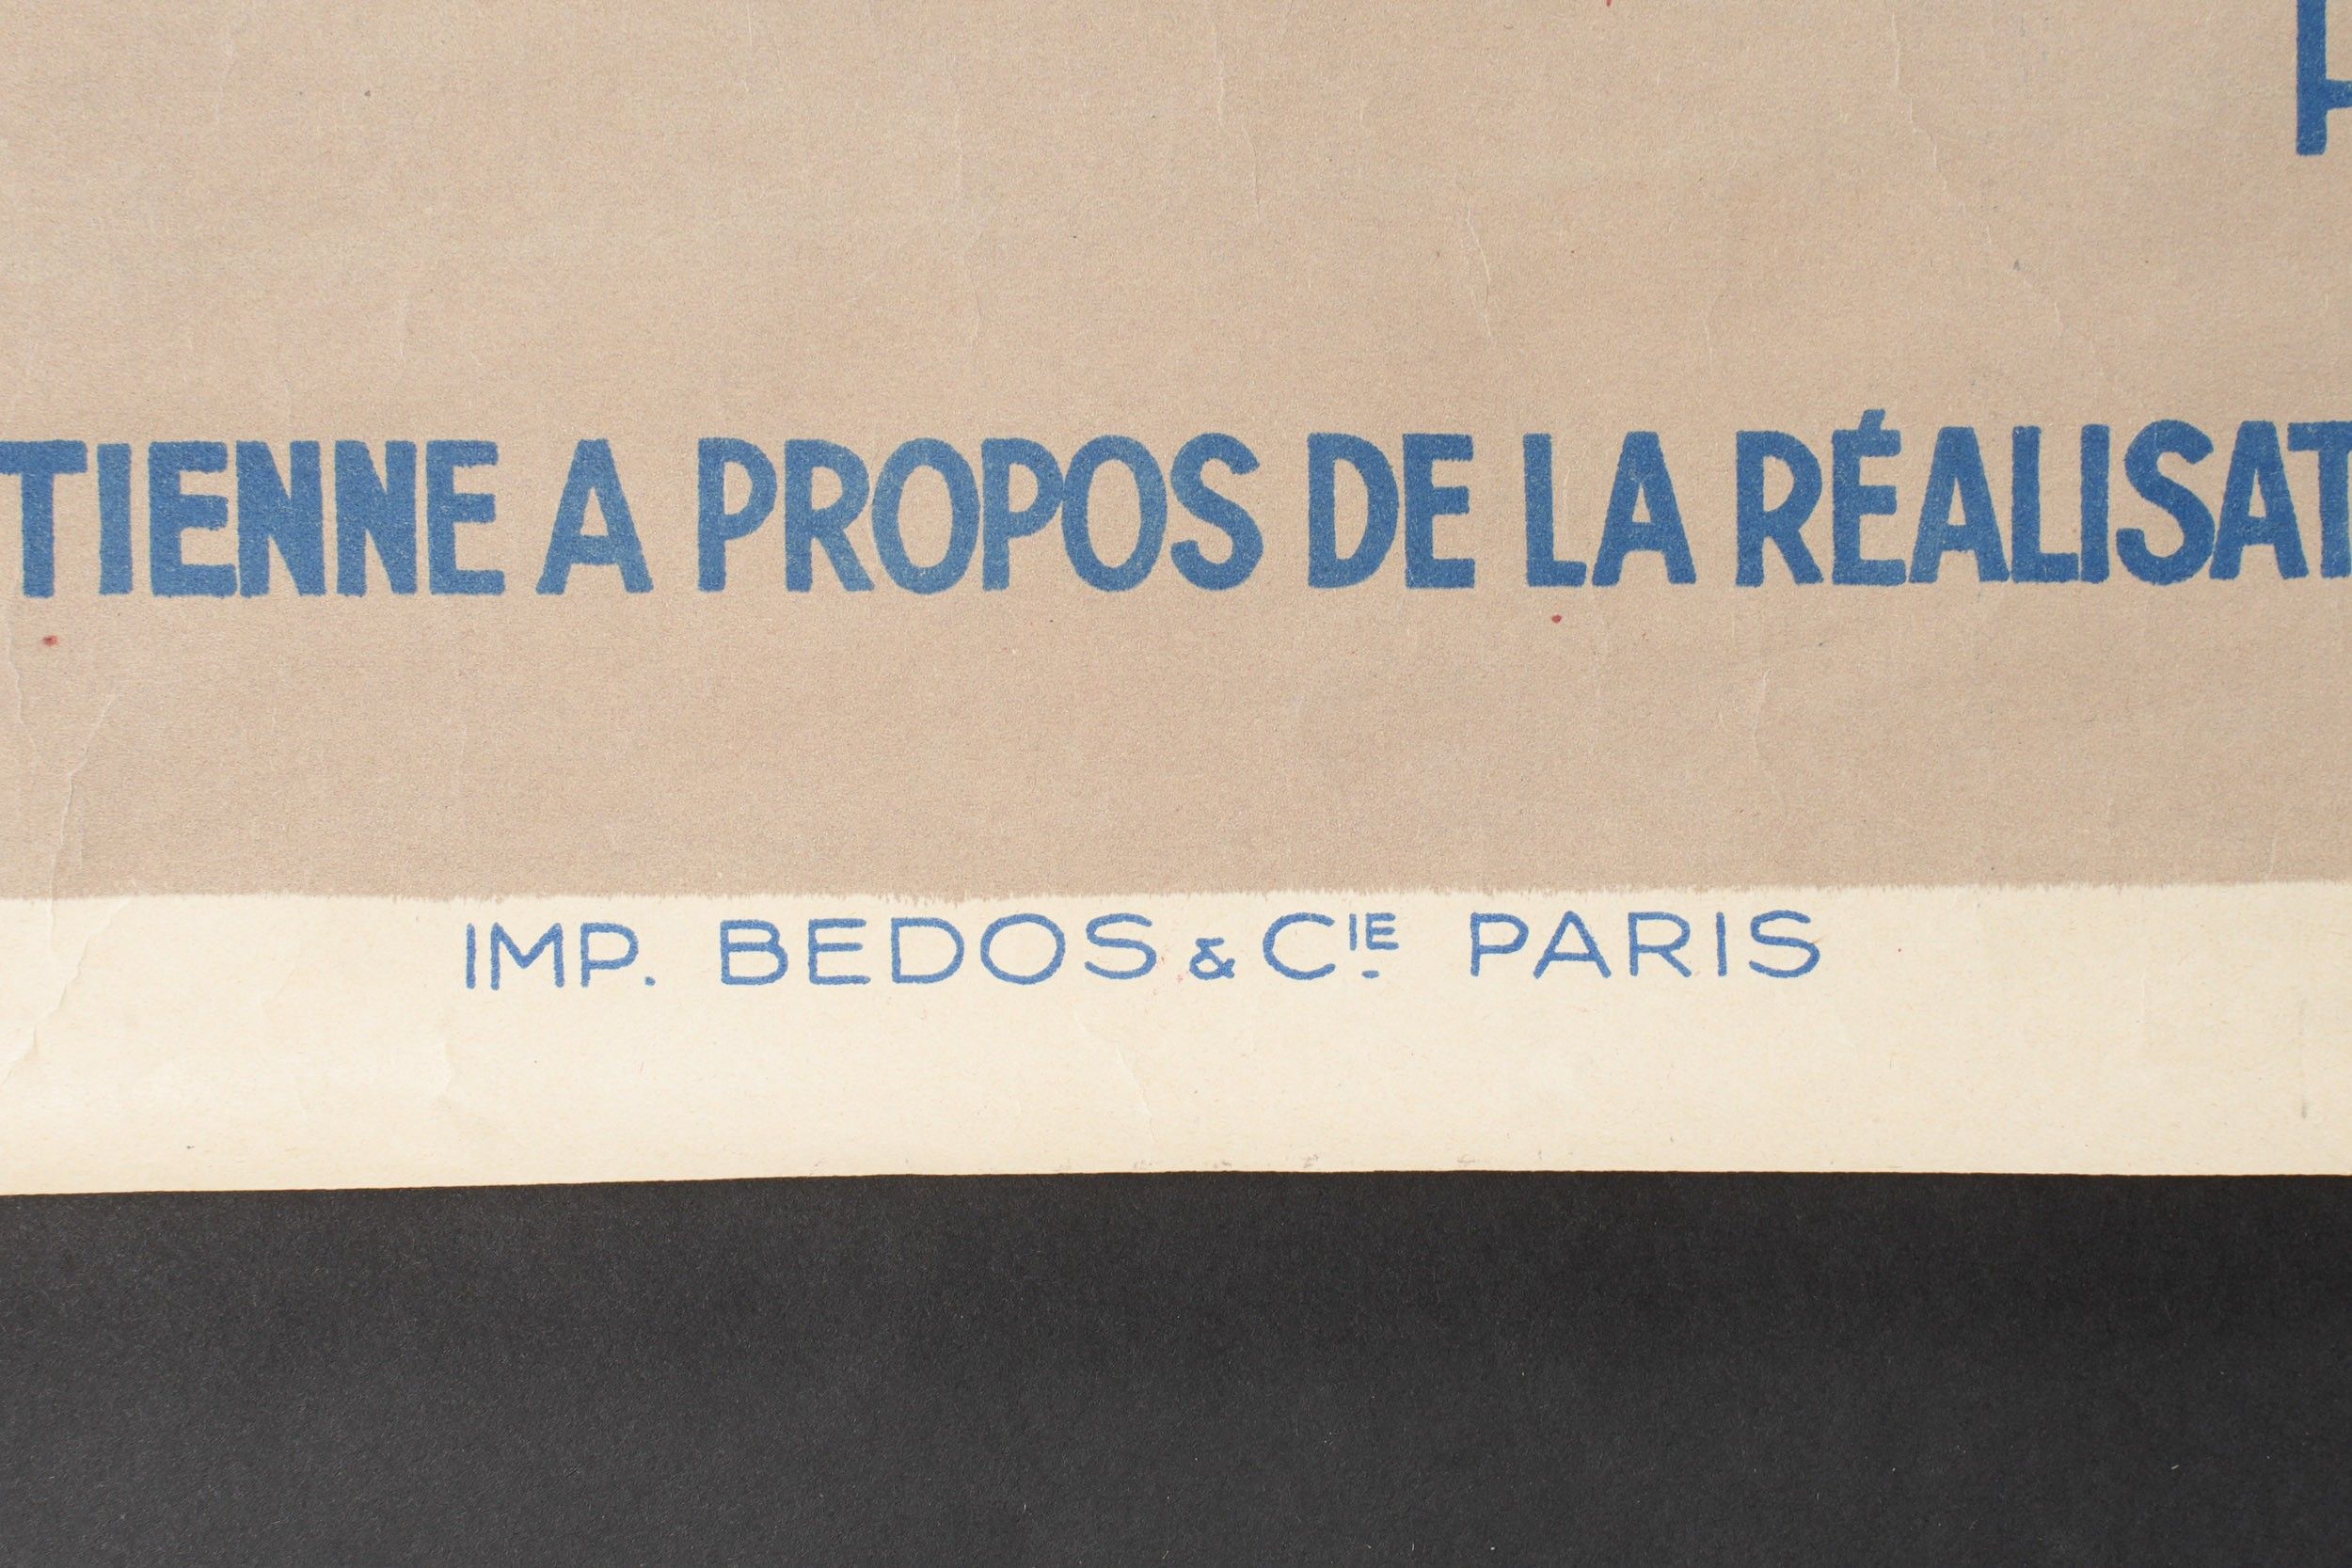 TIENNE A PROPOS DE LA RÉALISAT
IMP. BEDOS & CIE PARIS